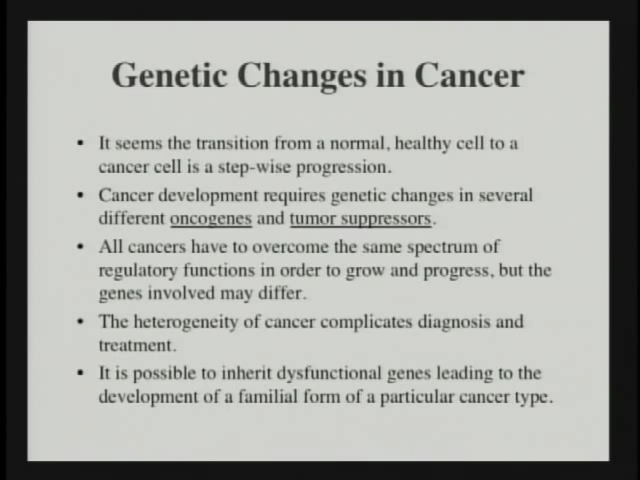 Genetic Changes in Cancer
• It seems the transition from a normal, healthy cell to a
cancer cell is a step-wise progression.
• Cancer development requires genetic changes in several
different oncogenes and tumor suppressors.
• All cancers have to overcome the same spectrum of
regulatory functions in order to grow and progress, but the
genes involved may differ.
• The heterogeneity of cancer complicates diagnosis and
treatment.
• It is possible to inherit dysfunctional genes leading to the
development of a familial form of a particular cancer type.